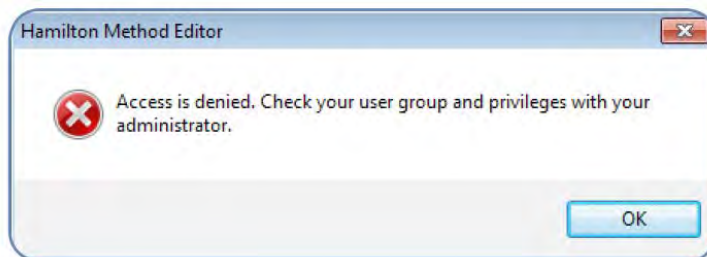 Hamilton Method Editor
Access is denied. Check your user group and privileges with your
administrator.
OK